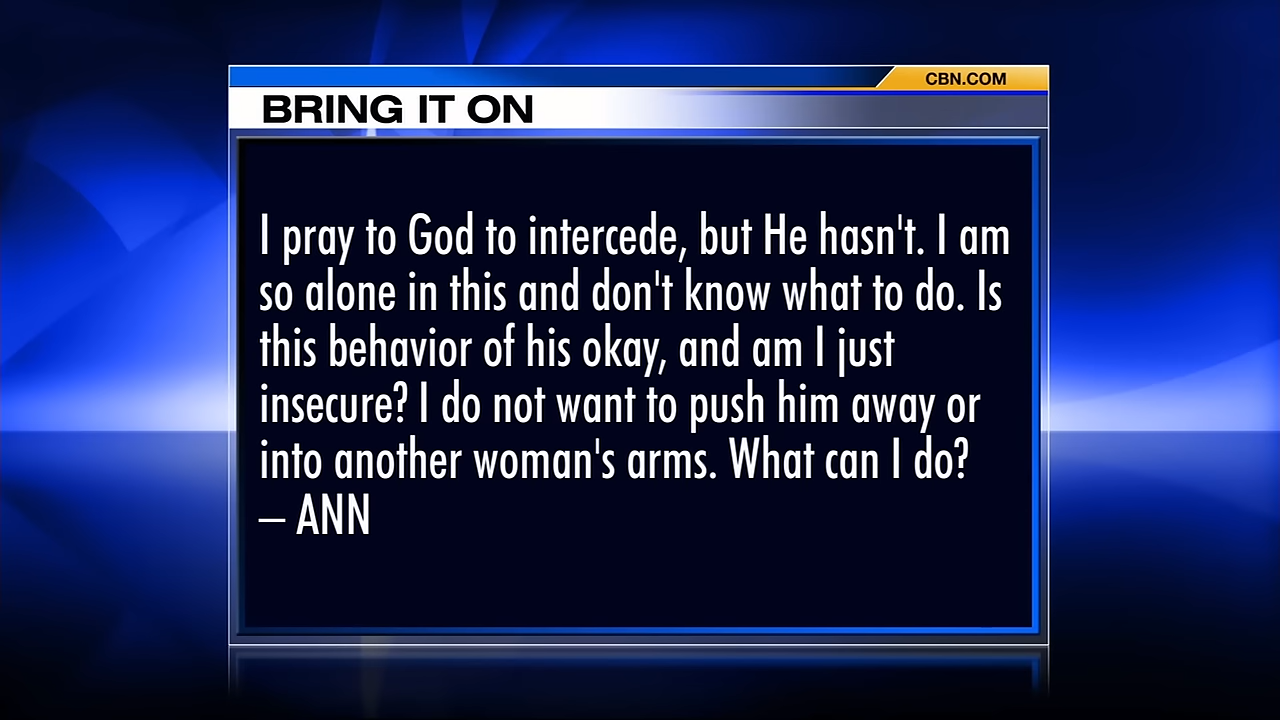 CBN.COM
BRING IT ON
I pray to God to intercede, but He hasn't. I am
so alone in this and don't know what to do. Is
this behavior of his okay, and am I just
insecure? I do not want to push him away or
into another woman's arms. What can I do?
– ANN